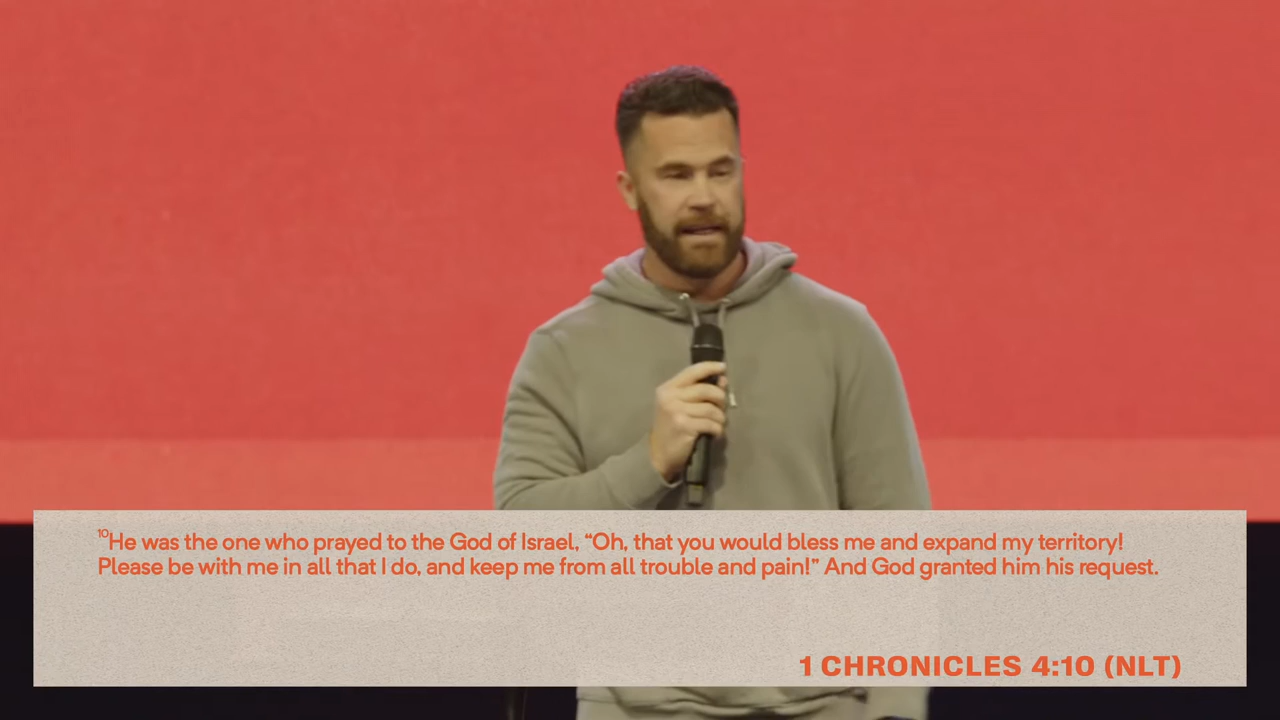 ¹⁰He was the one who prayed to the God of Israel, “Oh, that you would bless me and expand my territory!
Please be with me in all that I do, and keep me from all trouble and pain!” And God granted him his request.
1 CHRONICLES 4:10 (NLT)